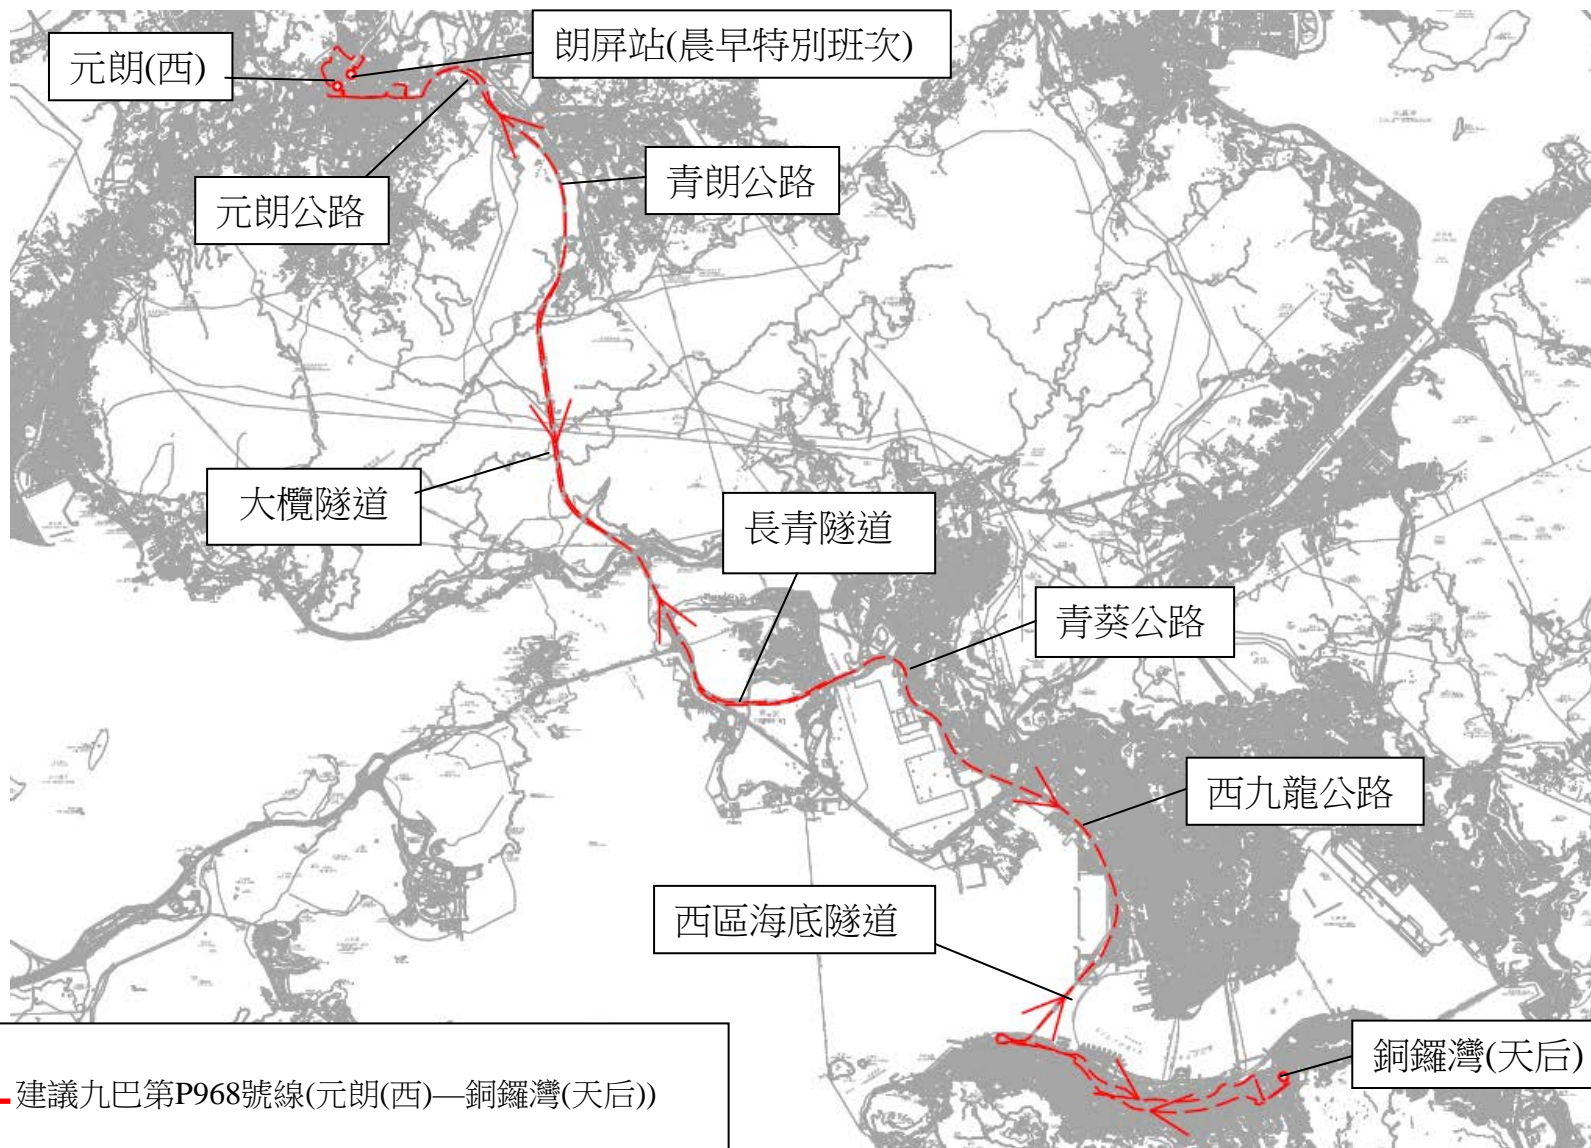 元朗(西)
朗屏站(晨早特別班次)
元朗公路
青朗公路
大欖隧道
長青隧道
青葵公路
西九龍公路
西區海底隧道
銅鑼灣(天后)
建議九巴第P968號線(元朗(西)—銅鑼灣(天后))